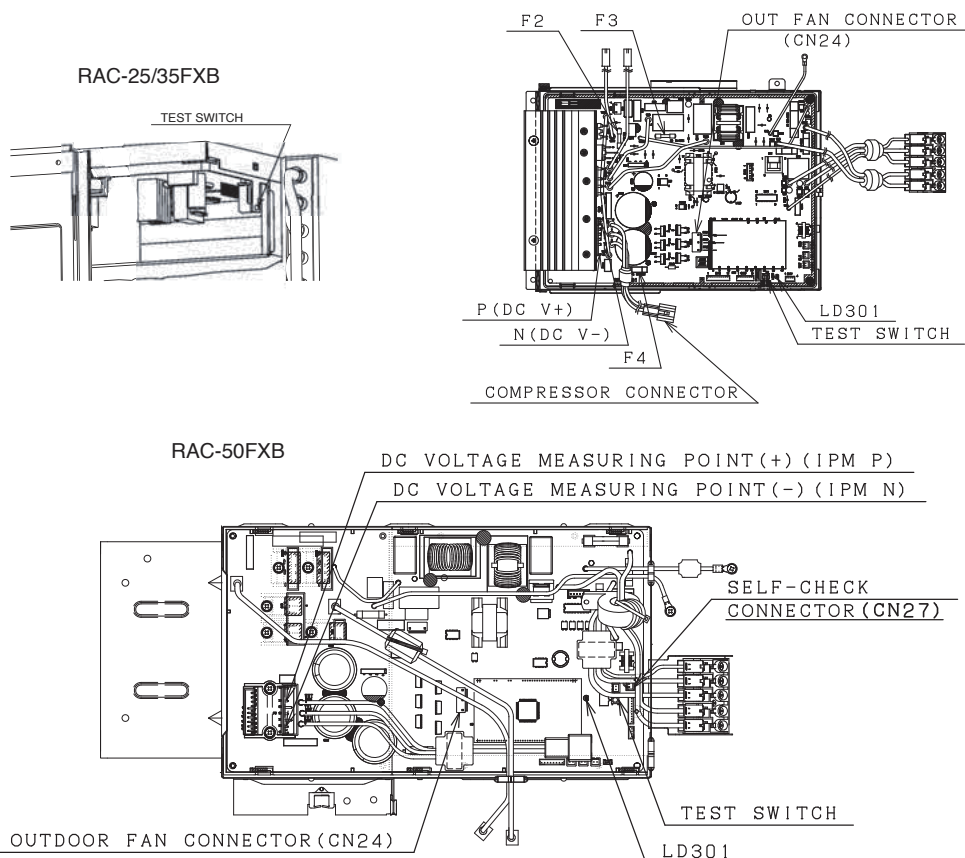 RAC-25/35FXB
TEST SWITCH
F2
F3
OUT FAN CONNECTOR
(CN24)
P(DC V+)
N(DC V-)
F4
COMPRESSOR CONNECTOR
LD301
TEST SWITCH
RAC-50FXB
DC VOLTAGE MEASURING POINT(+)(IPM P)
DC VOLTAGE MEASURING POINT(-)(IPM N)
SELF-CHECK
CONNECTOR(CN27)
TEST SWITCH
OUTDOOR FAN CONNECTOR(CN24)
LD301